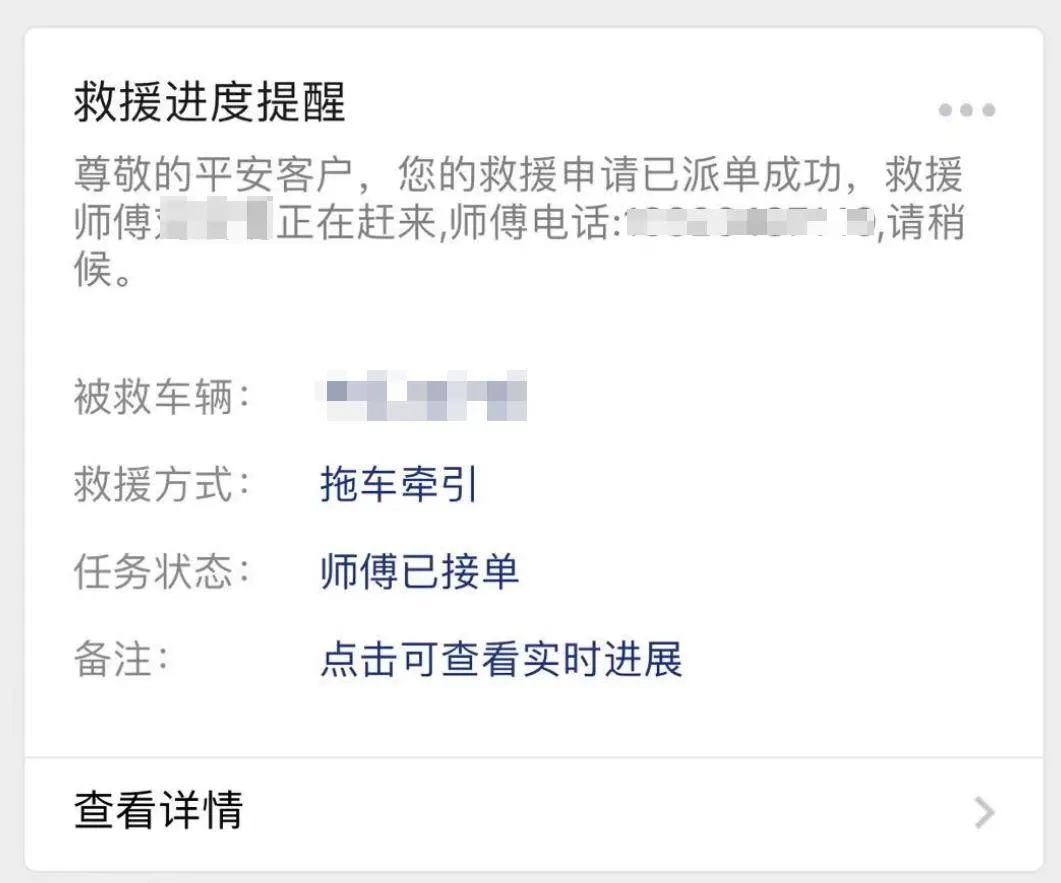 救援进度提醒
尊敬的平安客户，您的救援申请已派单成功，救援
师傅正在赶来,师傅电话:,请稍
候。
被救车辆：
救援方式： 拖车牵引
任务状态： 师傅已接单
备注： 点击可查看实时进展
查看详情